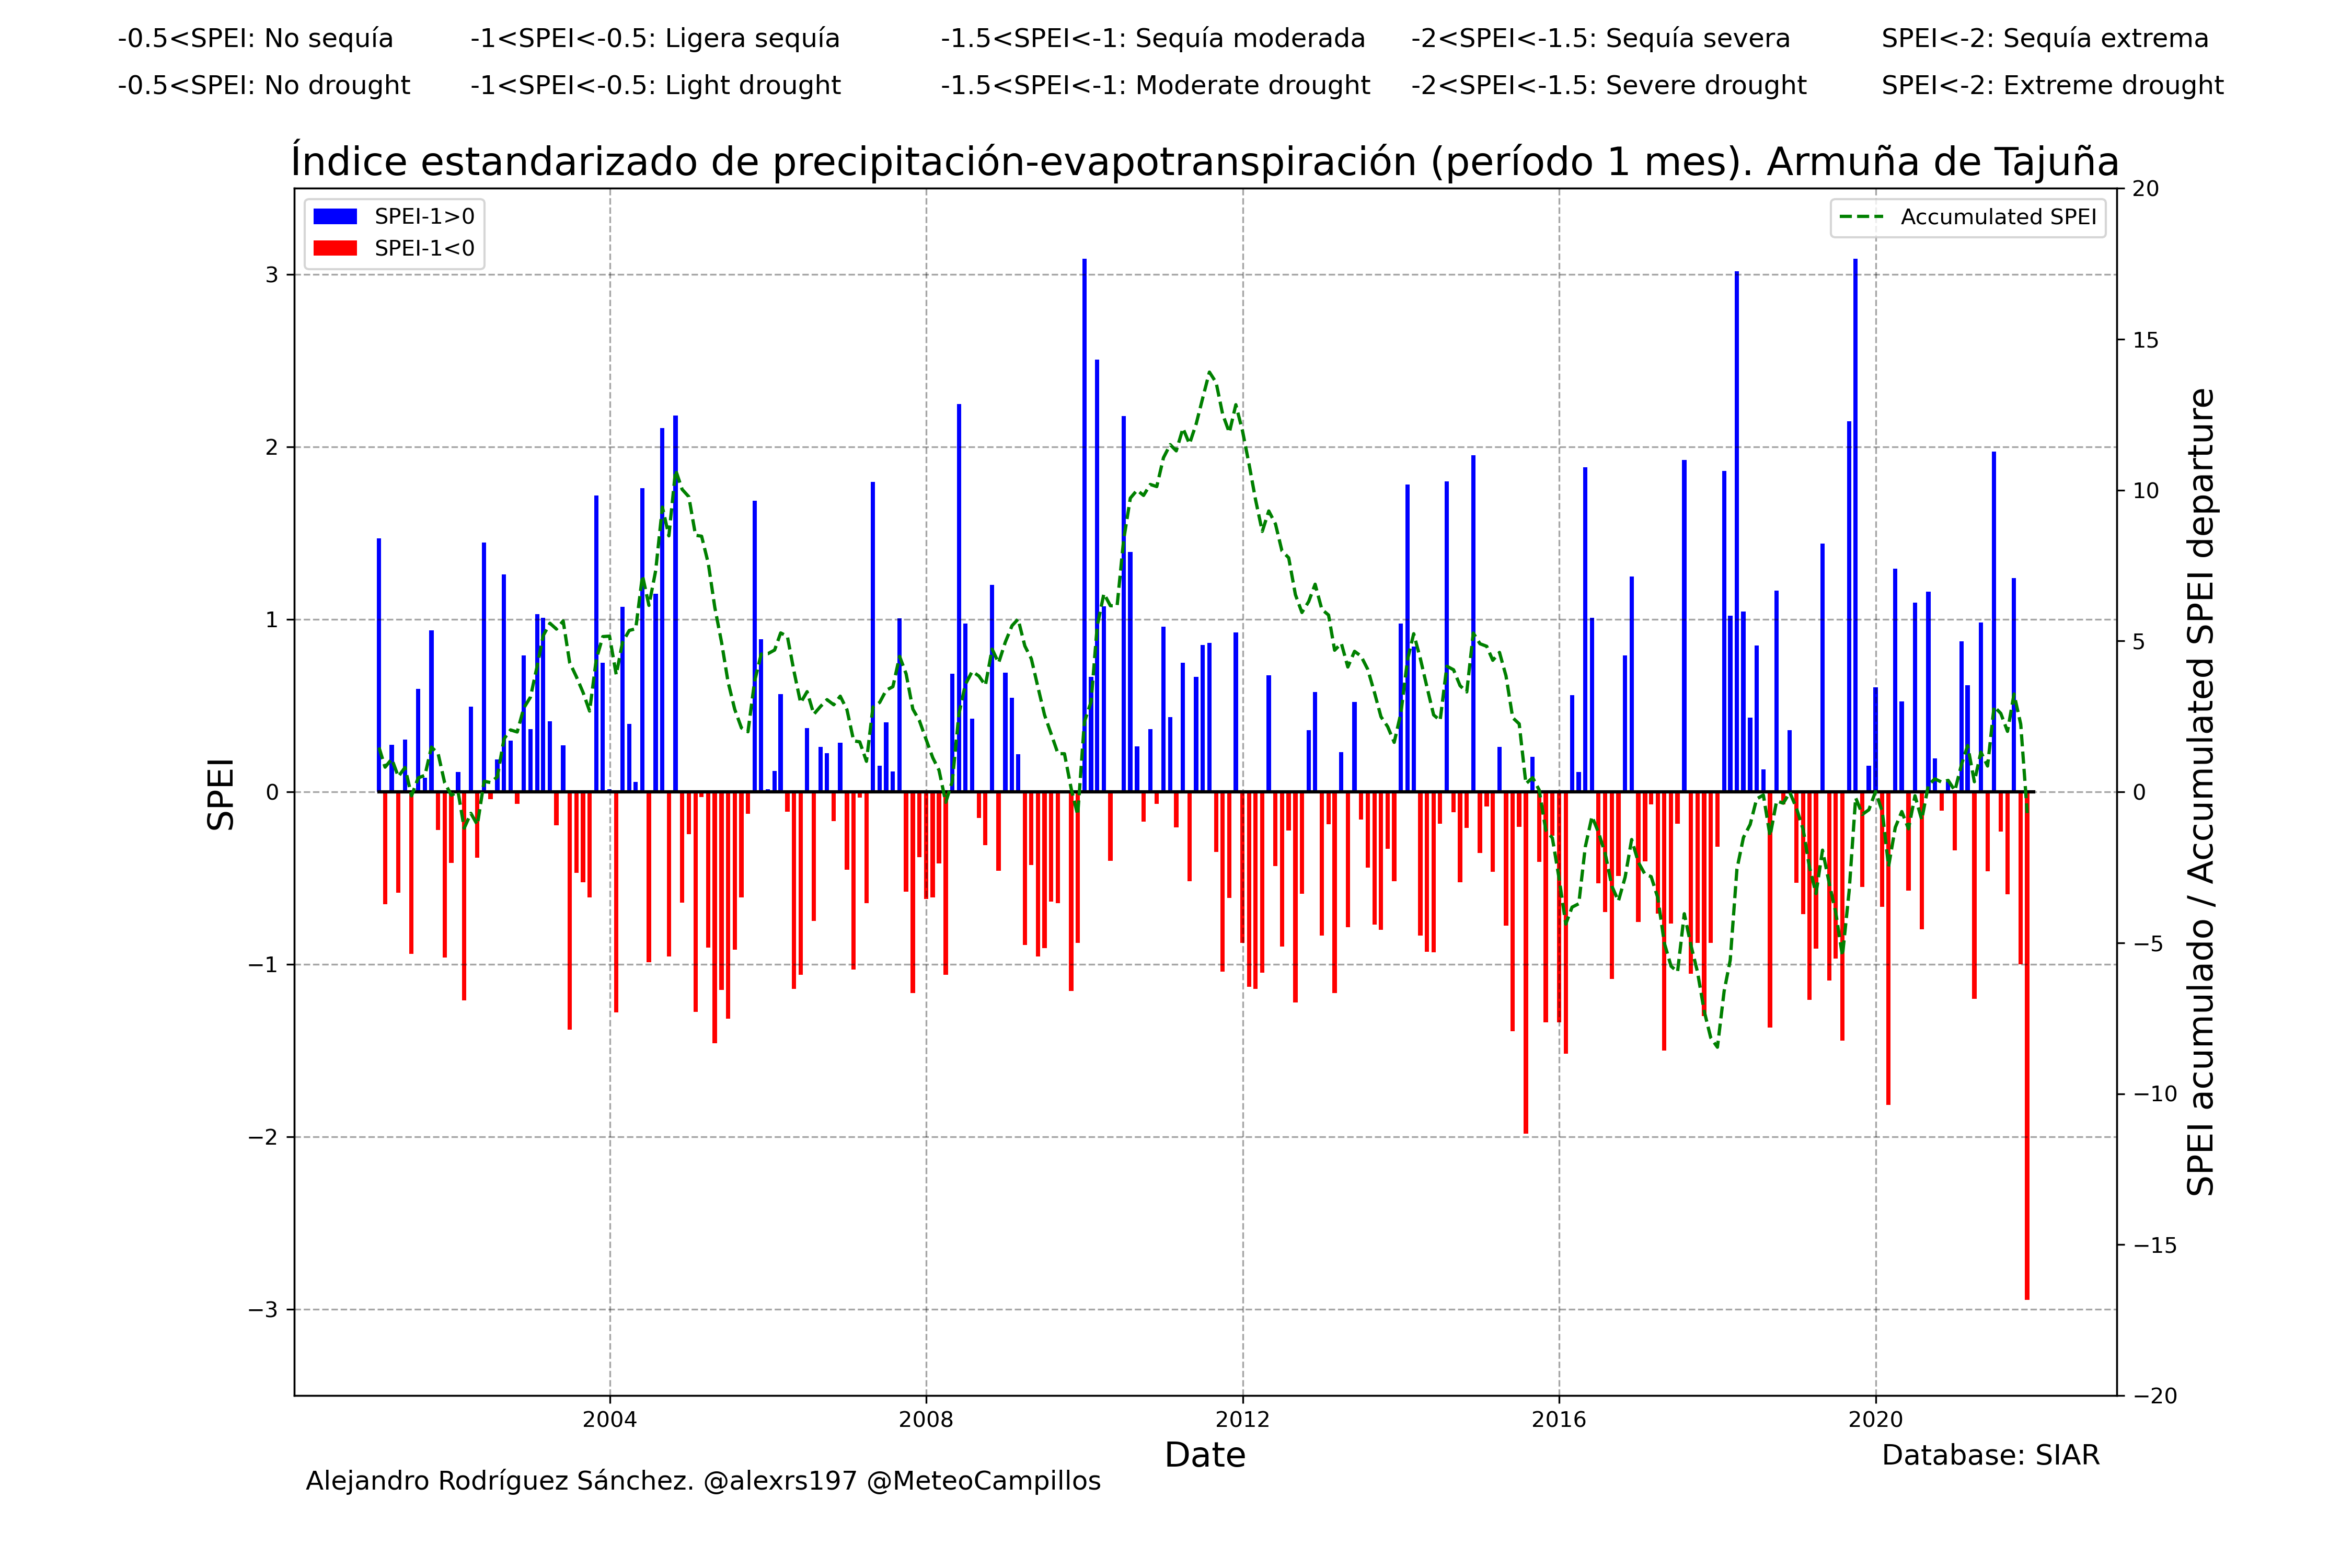 -0.5<SPEI: No sequía -1<SPEI<-0.5: Ligera sequía -1.5<SPEI<-1: Sequía moderada -2<SPEI<-1.5: Sequía severa SPEI<-2: Sequía extrema
-0.5<SPEI: No drought -1<SPEI<-0.5: Light drought -1.5<SPEI<-1: Moderate drought -2<SPEI<-1.5: Severe drought SPEI<-2: Extreme drought
Índice estandarizado de precipitación-evapotranspiración (período 1 mes). Armuña de Tajuña
SPEI-1>0
SPEI-1<0
Accumulated SPEI
SPEI
3
2
1
0
−1
−2
−3
20
15
10
5
0
−5
−10
−15
−20
SPEI acumulado / Accumulated SPEI departure
2004 2008 2012 2016 2020
Date
Database: SIAR
Alejandro Rodríguez Sánchez. @alexrs197 @MeteoCampillos